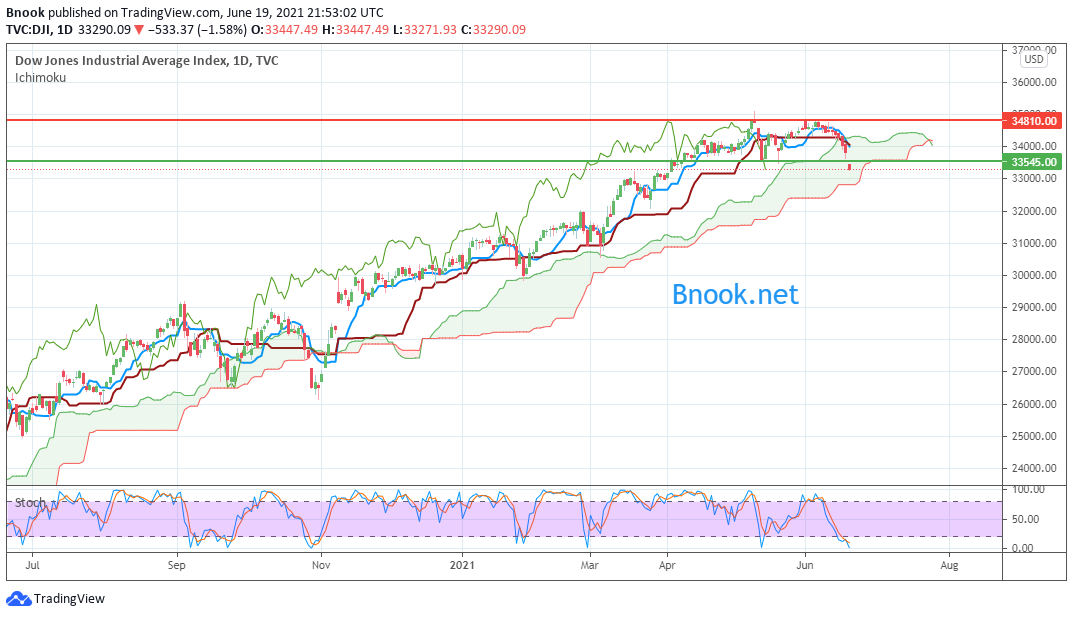 Bnook published on TradingView.com, June 19, 2021 21:53:02 UTC
TVC:DJI, 1D 33290.09 ▼ −533.37 (−1.58%) O:33447.49 H:33447.49 L:33271.93 C:33290.09
Dow Jones Industrial Average Index, 1D, TVC
Ichimoku
37000.00
USD
36000.00
35000.00
34810.00
34000.00
33545.00
33000.00
32000.00
31000.00
30000.00
Bnook.net
29000.00
28000.00
27000.00
26000.00
25000.00
24000.00
Stoch
100.00
50.00
0.00
Jul Sep Nov 2021 Mar Apr Jun Aug
TradingView